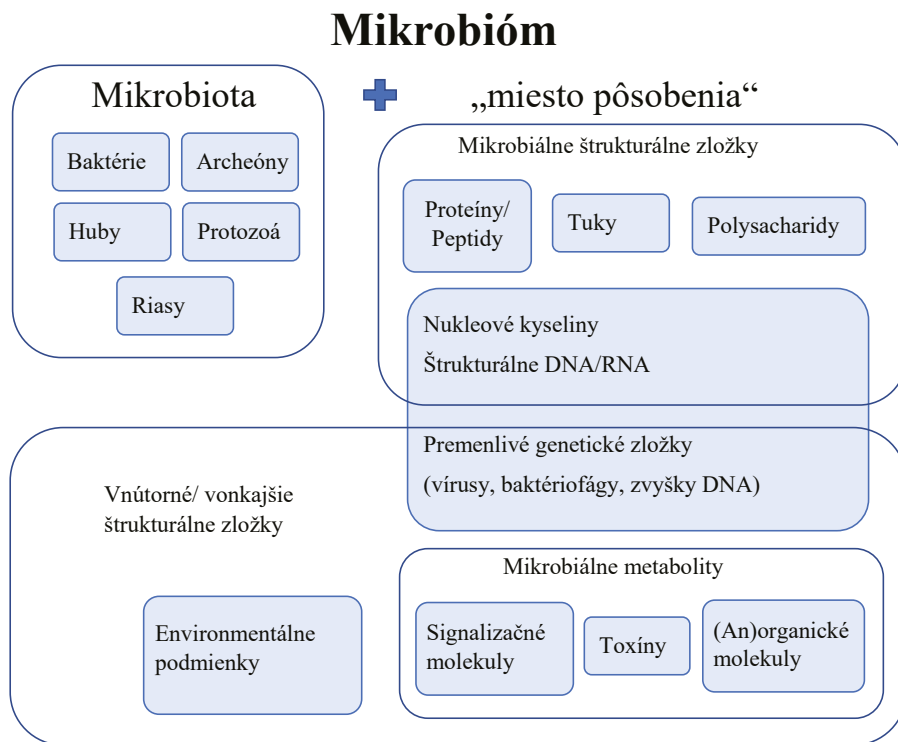 Mikrobióm
Mikrobiota
„miesto pôsobenia“
Baktérie
Archeóny
Huby
Protozoá
Riasy
Mikrobiálne štrukturálne zložky
Proteíny/
Peptidy
Tuky
Polysacharidy
Nukleové kyseliny
Štrukturálne DNA/RNA
Premenlivé genetické zložky
(vírusy, baktériofágy, zvyšky DNA)
Vnútorné/ vonkajšie
štrukturálne zložky
Environmentálne
podmienky
Mikrobiálne metabolity
Signalizačné
molekuly
Toxíny
(An)organické
molekuly